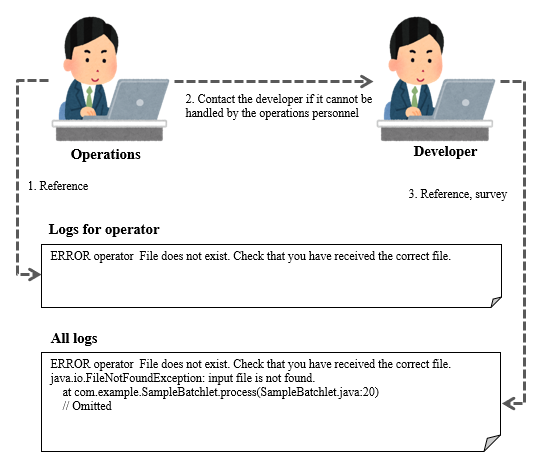 2. Contact the developer if it cannot be
handled by the operations personnel
Operations
Developer
1. Reference
3. Reference, survey
Logs for operator
ERROR operator  File does not exist. Check that you have received the correct file.
All logs
ERROR operator  File does not exist. Check that you have received the correct file.
java.io.FileNotFoundException: input file is not found.
    at com.example.SampleBatchlet.process(SampleBatchlet.java:20)
    // Omitted